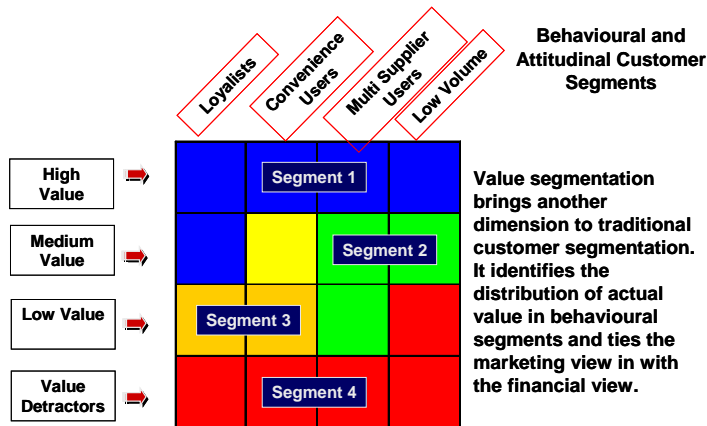 Behavioural and
Attitudinal Customer
Segments
Loyalists
Convenience
Users
Multi Supplier
Users
Low Volume
High
Value
Segment 1
Medium
Value
Segment 2
Low Value
Segment 3
Value
Detractors
Segment 4
Value segmentation
brings another
dimension to traditional
customer segmentation.
It identifies the
distribution of actual
value in behavioural
segments and ties the
marketing view in with
the financial view.